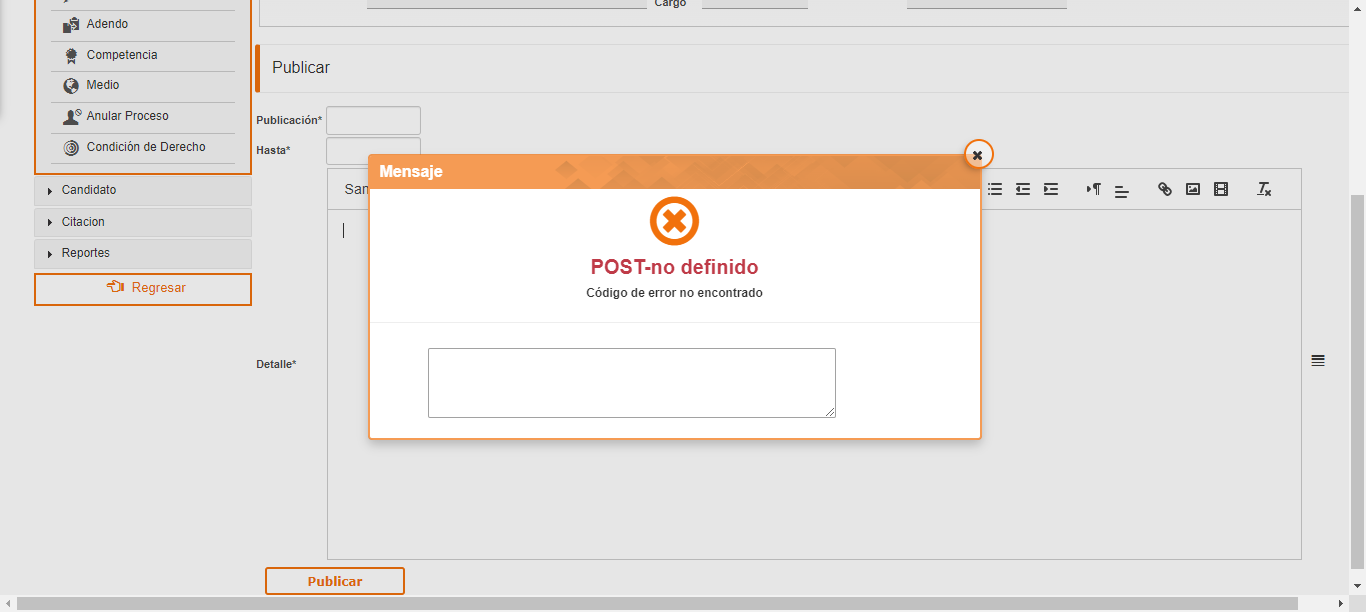 Cargo
Adendo
Competencia
Medio
Anular Proceso
Condición de Derecho
Candidato
Citacion
Reportes
Regresar
Publicar
Publicación*
Hasta*
San
Mensaje
POST-no definido
Código de error no encontrado
Detalle*
Publicar